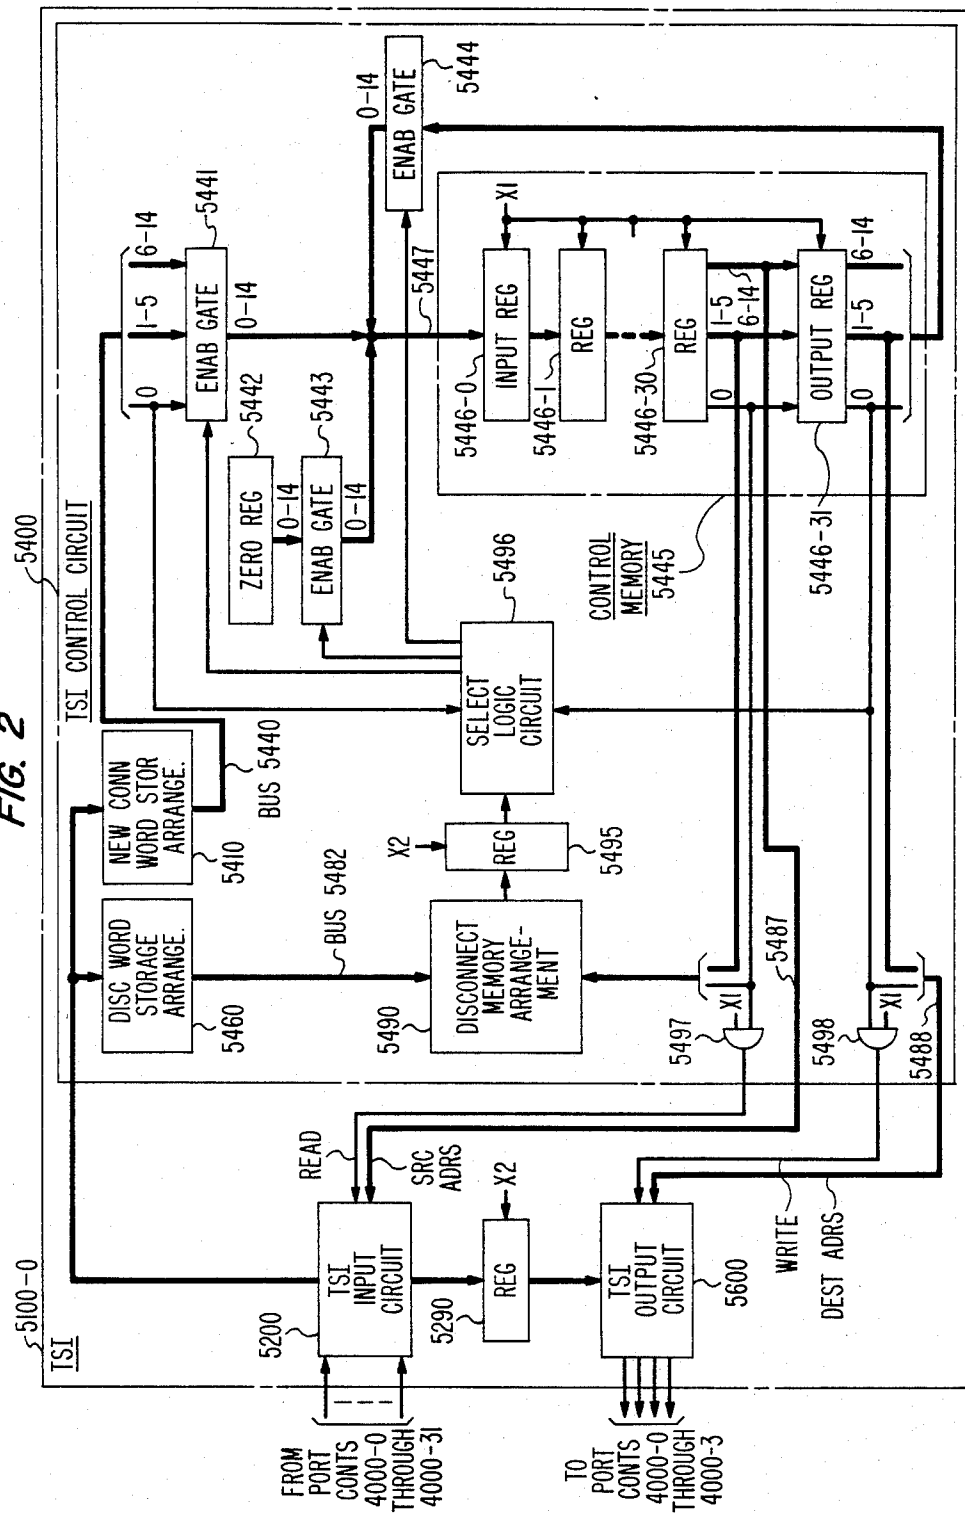 FIG. 2
5100-0
TSI
5400
TSI CONTROL CIRCUIT
FROM
PORT
CONTS
4000-0
THROUGH
4000-31
5200
TSI
INPUT
CIRCUIT
READ
SRC
ADRS
5290
REG
X2
TO
PORT
CONTS
4000-0
THROUGH
4000-3
TSI
OUTPUT
CIRCUIT
5600
WRITE
DEST ADRS
DISC WORD
STORAGE
ARRANGE.
5460
NEW CONN
WORD STOR
ARRANGE.
5410
BUS 5440
BUS 5482
5490
DISCONNECT
MEMORY
ARRANGE-
MENT
X2
REG
5495
SELECT
LOGIC
CIRCUIT
5496
0
1-5
6-14
ENAB GATE
5441
0-14
ZERO REG
5442
0-14
ENAB GATE
5443
0-14
0-14
ENAB GATE
5444
5447
CONTROL
MEMORY
5445
INPUT REG
5446-0
X1
REG
5446-1
REG
5446-30
0
1-5
6-14
OUTPUT REG
5446-31
0
1-5
6-14
X1
5497
5487
X1
5498
5488